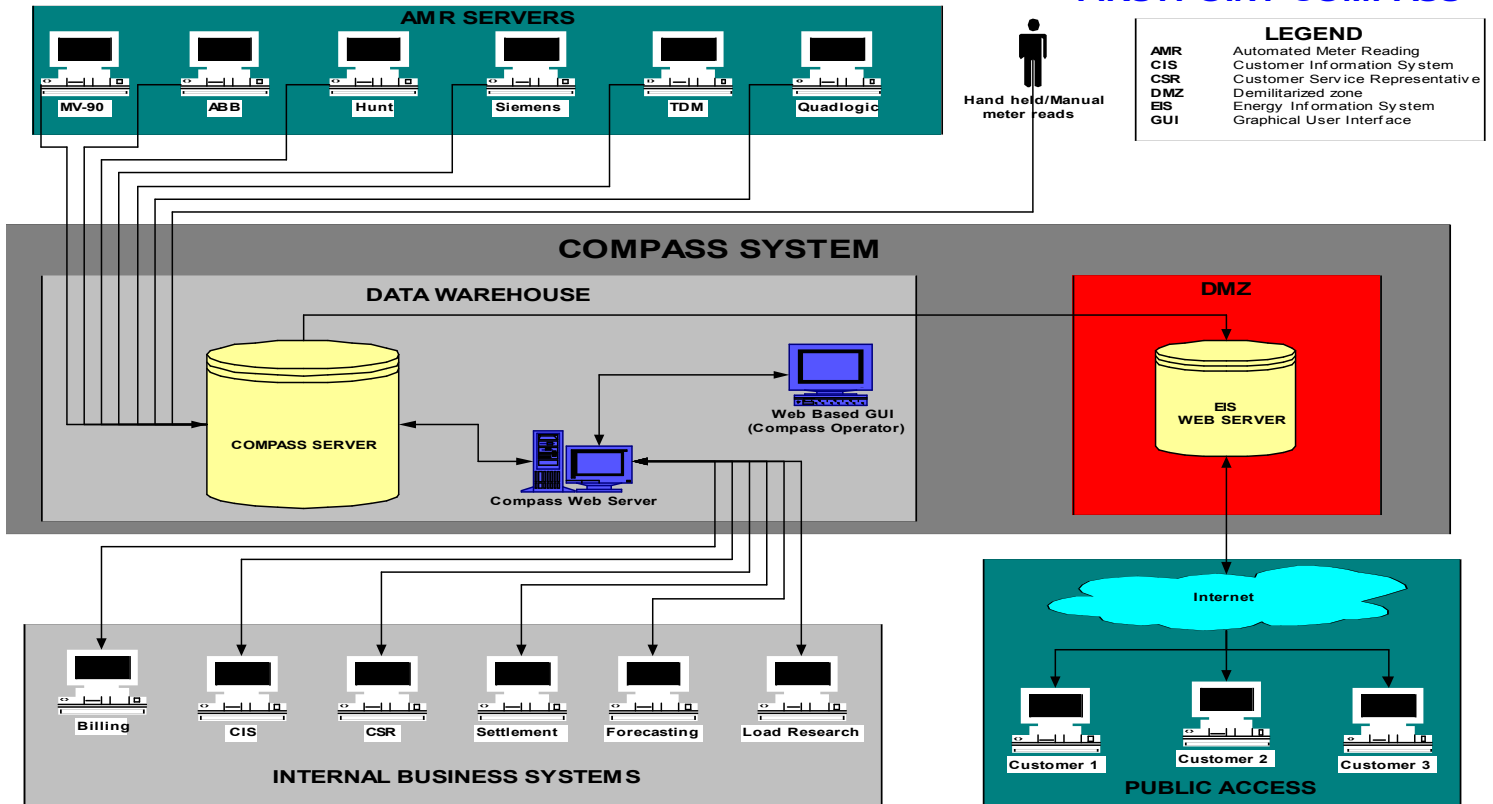 AMR SERVERS
MV-90
ABB
Hunt
Siemens
TDM
Quadlogic
Hand held/Manual
meter reads
LEGEND
AMR Automated Meter Reading
CIS Customer Information System
CSR Customer Service Representative
DMZ Demilitarized zone
EIS Energy Information System
GUI Graphical User Interface
COMPASS SYSTEM
DATA WAREHOUSE
DMZ
COMPASS SERVER
Web Based GUI
(Compass Operator)
Compass Web Server
EIS
WEB SERVER
Internet
Billing
CIS
CSR
Settlement
Forecasting
Load Research
INTERNAL BUSINESS SYSTEMS
Customer 1
Customer 2
Customer 3
PUBLIC ACCESS